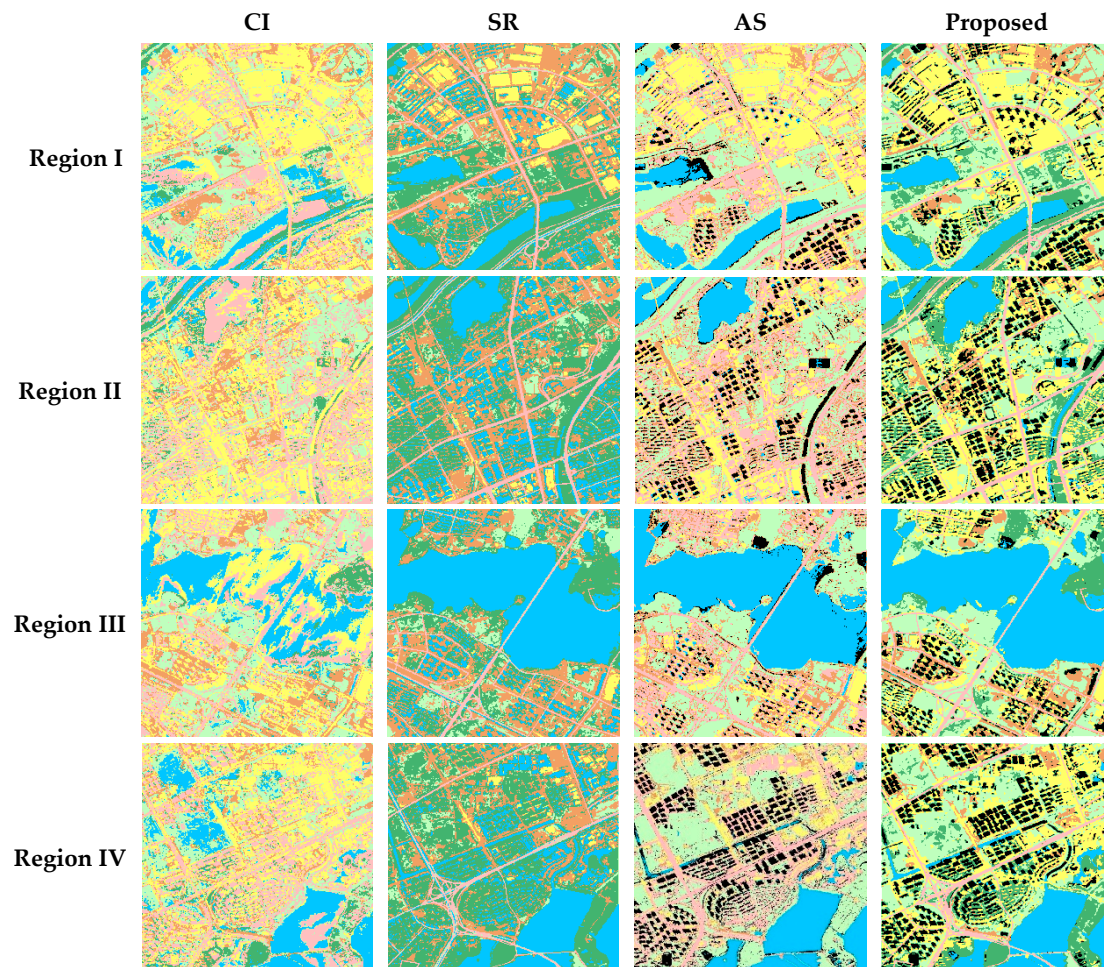 CI SR AS Proposed
Region I
Region II
Region III
Region IV